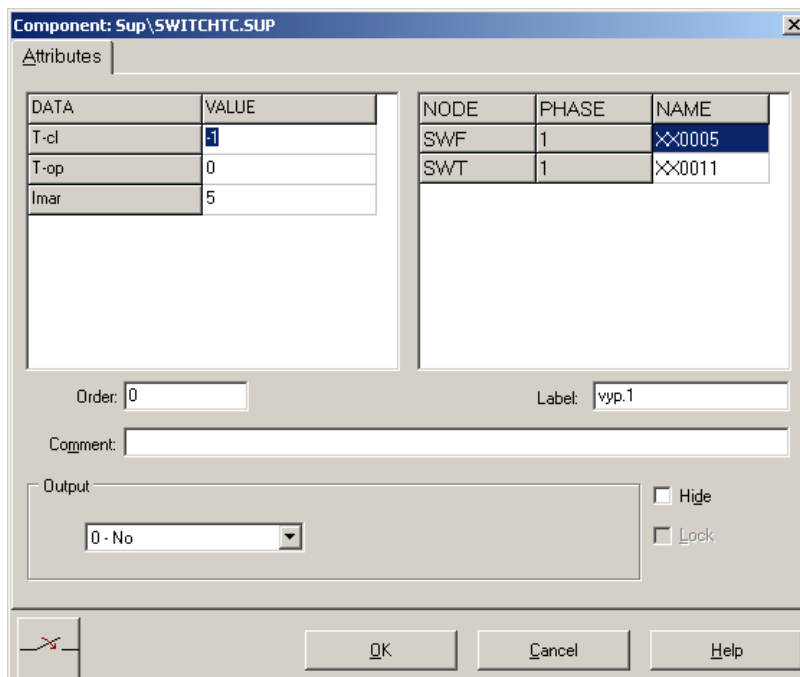 Component: Sup\SWITCHTC.SUP
Attributes
DATA VALUE
T-cl -1
T-op 0
Imar 5
NODE PHASE NAME
SWF 1 XX0005
SWT 1 XX0011
Order: 0
Label: vyp.1
Comment:
Output
0 - No
Hide
Lock
OK Cancel Help